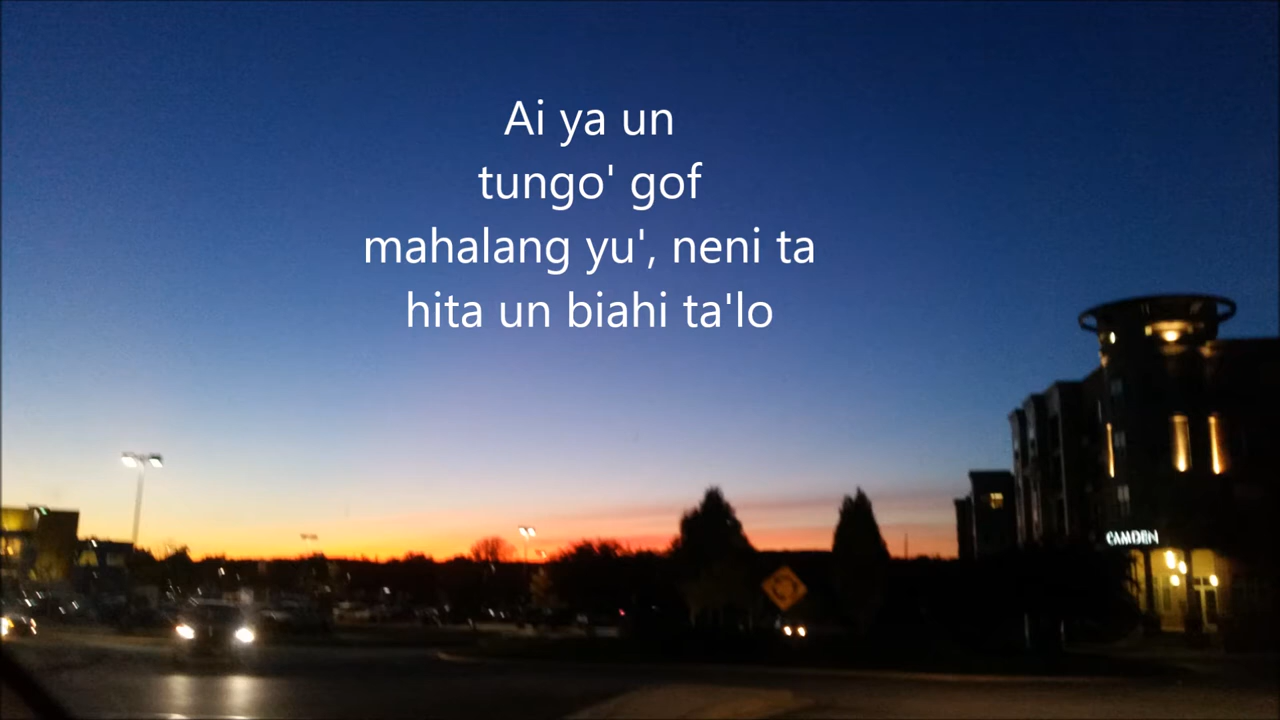 Ai ya un
tungo' gof
mahalang yu', neni ta
hita un biahi ta'lo
CAMDEN